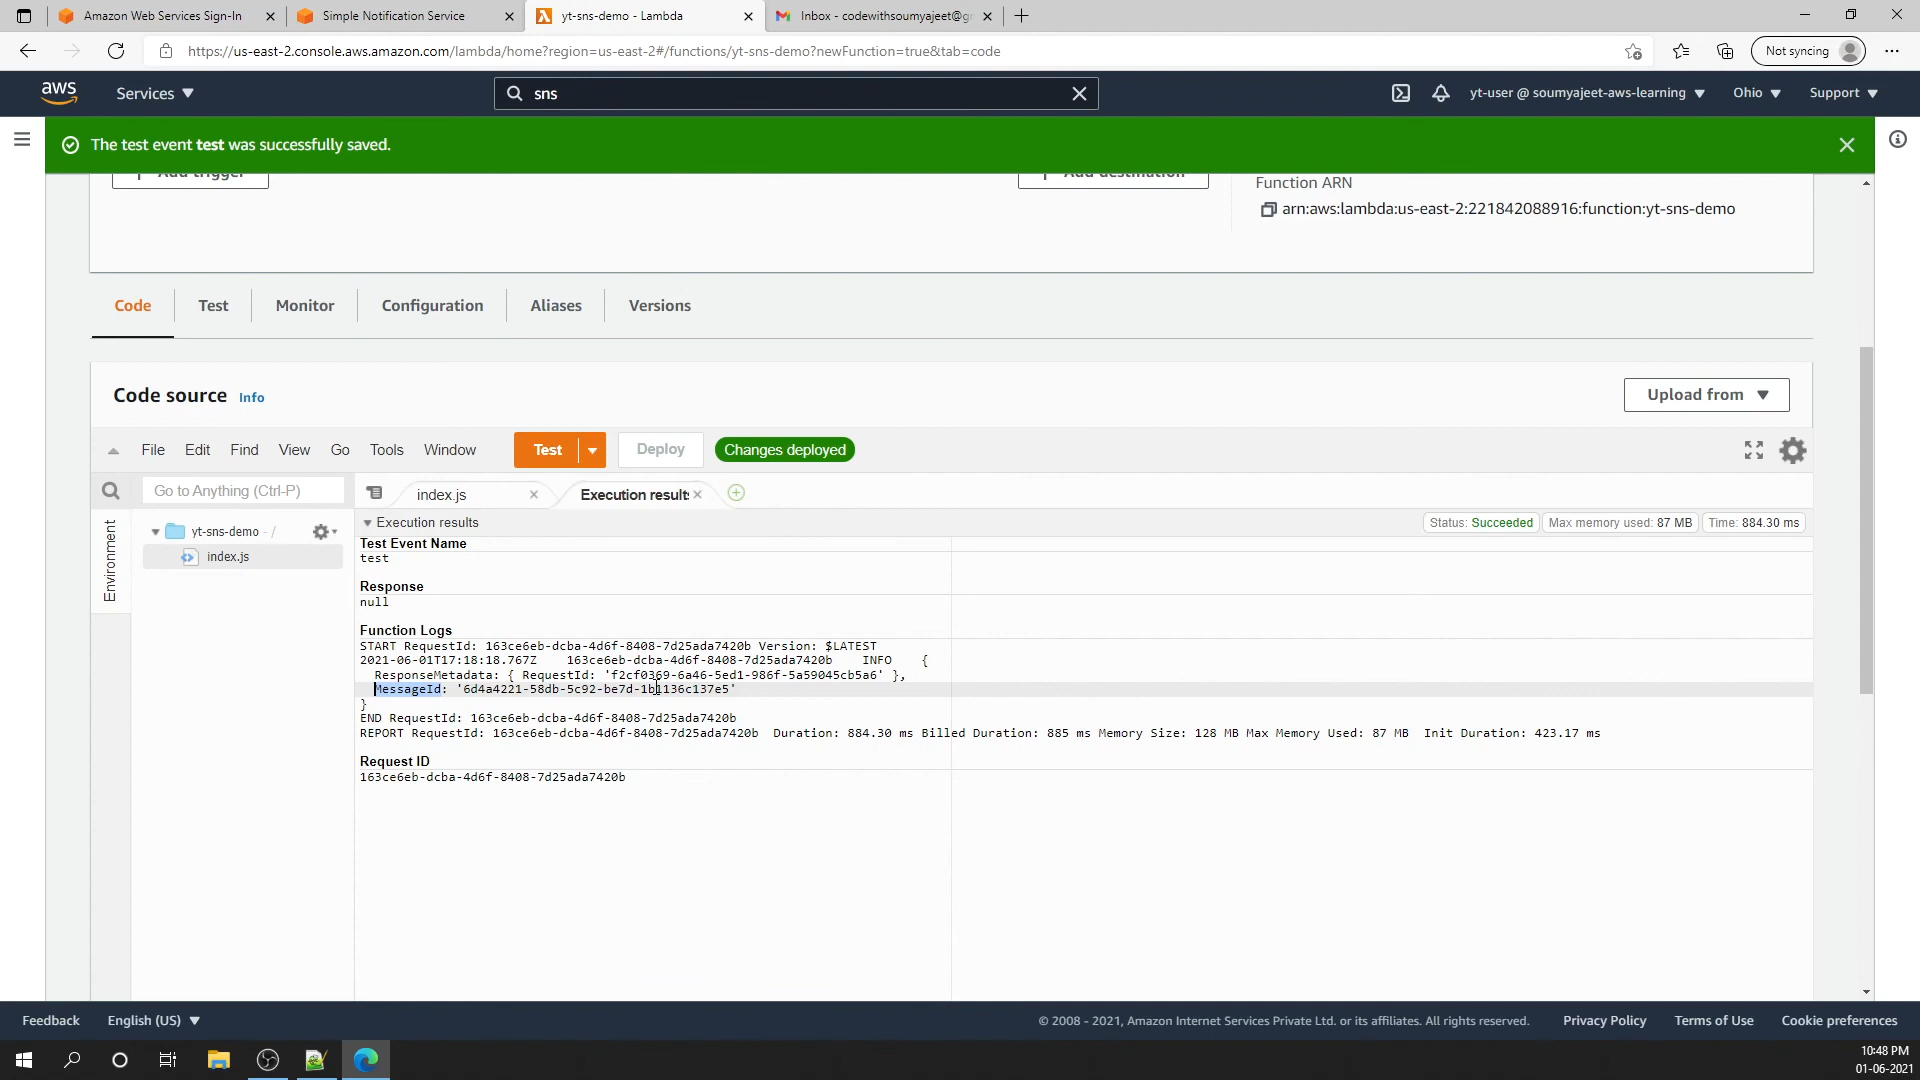 Amazon Web Services Sign-In
Simple Notification Service
yt-sns-demo - Lambda
Inbox - codewithsoumyajeet@gr
https://us-east-2.console.aws.amazon.com/lambda/home?region=us-east-2#/functions/yt-sns-demo?newFunction=true&tab=code
Not syncing
aws
Services
sns
yt-user @ soumyajeet-aws-learning
Ohio
Support
The test event test was successfully saved.
Add trigger
Add destination
Function ARN
arn:aws:lambda:us-east-2:221842088916:function:yt-sns-demo
Code
Test
Monitor
Configuration
Aliases
Versions
Code source Info
Upload from
File Edit Find View Go Tools Window
Test
Deploy
Changes deployed
Go to Anything (Ctrl-P)
index.js
Execution results
Environment
yt-sns-demo - /
index.js
Execution results
Status: Succeeded
Max memory used: 87 MB
Time: 884.30 ms
Test Event Name
test
Response
null
Function Logs
START RequestId: 163ce6eb-dcba-4d6f-8408-7d25ada7420b Version: $LATEST
2021-06-01T17:18:18.767Z 163ce6eb-dcba-4d6f-8408-7d25ada7420b INFO {
ResponseMetadata: { RequestId: 'f2cf0369-6a46-5ed1-986f-5a59045cb5a6' },
MessageId: '6d4a4221-58db-5c92-be7d-1b1136c137e5'
}
END RequestId: 163ce6eb-dcba-4d6f-8408-7d25ada7420b
REPORT RequestId: 163ce6eb-dcba-4d6f-8408-7d25ada7420b Duration: 884.30 ms Billed Duration: 885 ms Memory Size: 128 MB Max Memory Used: 87 MB Init Duration: 423.17 ms
Request ID
163ce6eb-dcba-4d6f-8408-7d25ada7420b
Feedback
English (US)
© 2008 - 2021, Amazon Internet Services Private Ltd. or its affiliates. All rights reserved.
Privacy Policy
Terms of Use
Cookie preferences
10:48 PM
01-06-2021